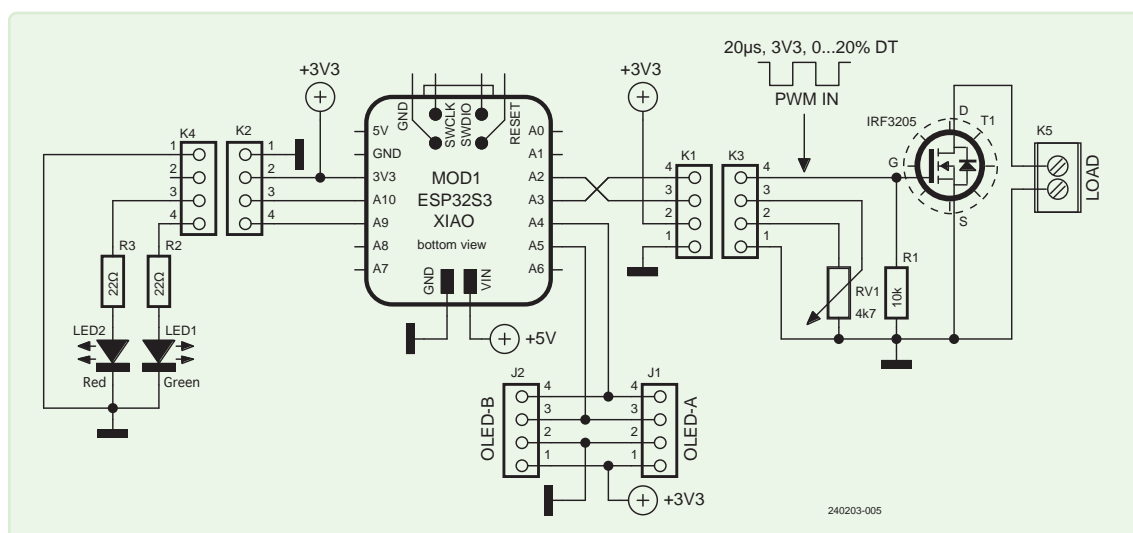 20µs, 3V3, 0...20% DT
PWM IN
+3V3
+3V3
GND
SWCLK
SWDIO
RESET
5V
GND
3V3
A10
A9
A8
A7
A0
A1
A2
A3
A4
A5
A6
MOD1
ESP32S3
XIAO
bottom view
GND
VIN
+5V
K4
1
2
3
4
K2
1
2
3
4
R3
22Ω
R2
22Ω
LED2
LED1
Red
Green
K1
4
3
2
1
K3
4
3
2
1
IRF3205
D
T1
G
S
K5
LOAD
RV1
4k7
R1
10k
J2
4
3
2
1
OLED-B
J1
4
3
2
1
OLED-A
+3V3
240203-005